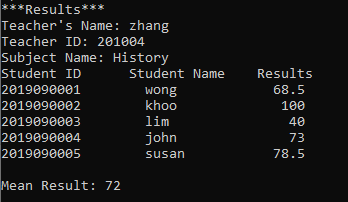 ***Results***
Teacher's Name: zhang
Teacher ID: 201004
Subject Name: History
Student ID Student Name Results
2019090001 wong 68.5
2019090002 khoo 100
2019090003 lim 40
2019090004 john 73
2019090005 susan 78.5
Mean Result: 72